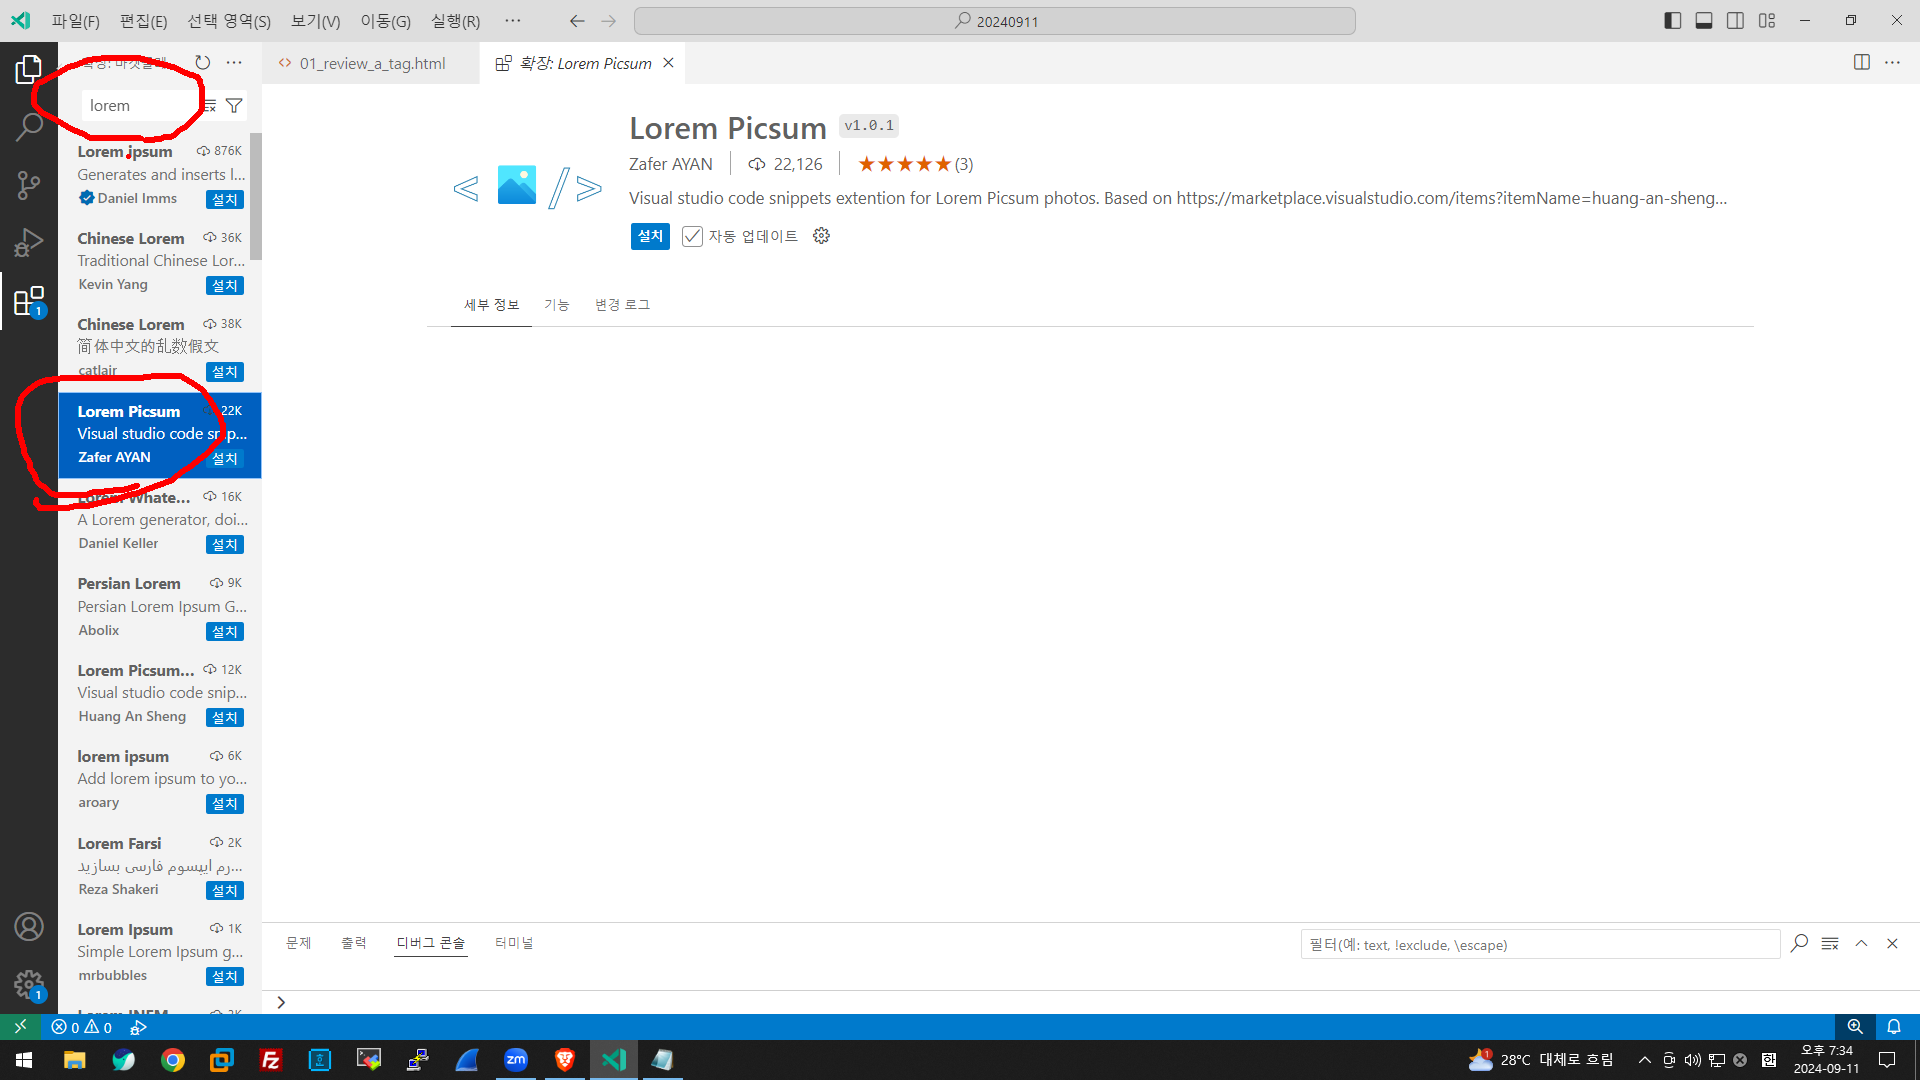 파일(F) 편집(E) 선택 영역(S) 보기(V) 이동(G) 실행(R) ··· 20240911
01_review_a_tag.html 확장: Lorem Picsum
lorem
Lorem ipsum 876K
Generates and inserts l...
Daniel Imms 설치
Chinese Lorem 36K
Traditional Chinese Lor...
Kevin Yang 설치
Chinese Lorem 38K
简体中文的乱数假文
catlair 설치
Lorem Picsum 22K
Visual studio code snip...
Zafer AYAN 설치
Lorem Whate... 16K
A Lorem generator, doi...
Daniel Keller 설치
Persian Lorem 9K
Persian Lorem Ipsum G...
Abolix 설치
Lorem Picsum... 12K
Visual studio code snip...
Huang An Sheng 설치
lorem ipsum 6K
Add lorem ipsum to yo...
aroary 설치
Lorem Farsi 2K
...رم ایپسوم فارسی بسازید
Reza Shakeri 설치
Lorem Ipsum 1K
Simple Lorem Ipsum g...
mrbubbles 설치
Lorem Picsum v1.0.1
Zafer AYAN 22,126 (3)
Visual studio code snippets extention for Lorem Picsum photos. Based on https://marketplace.visualstudio.com/items?itemName=huang-an-sheng...
설치 자동 업데이트
세부 정보 기능 변경 로그
문제 출력 디버그 콘솔 터미널 필터(예: text, !exclude, \escape)
0 0
28°C 대체로 흐림
오후 7:34
2024-09-11